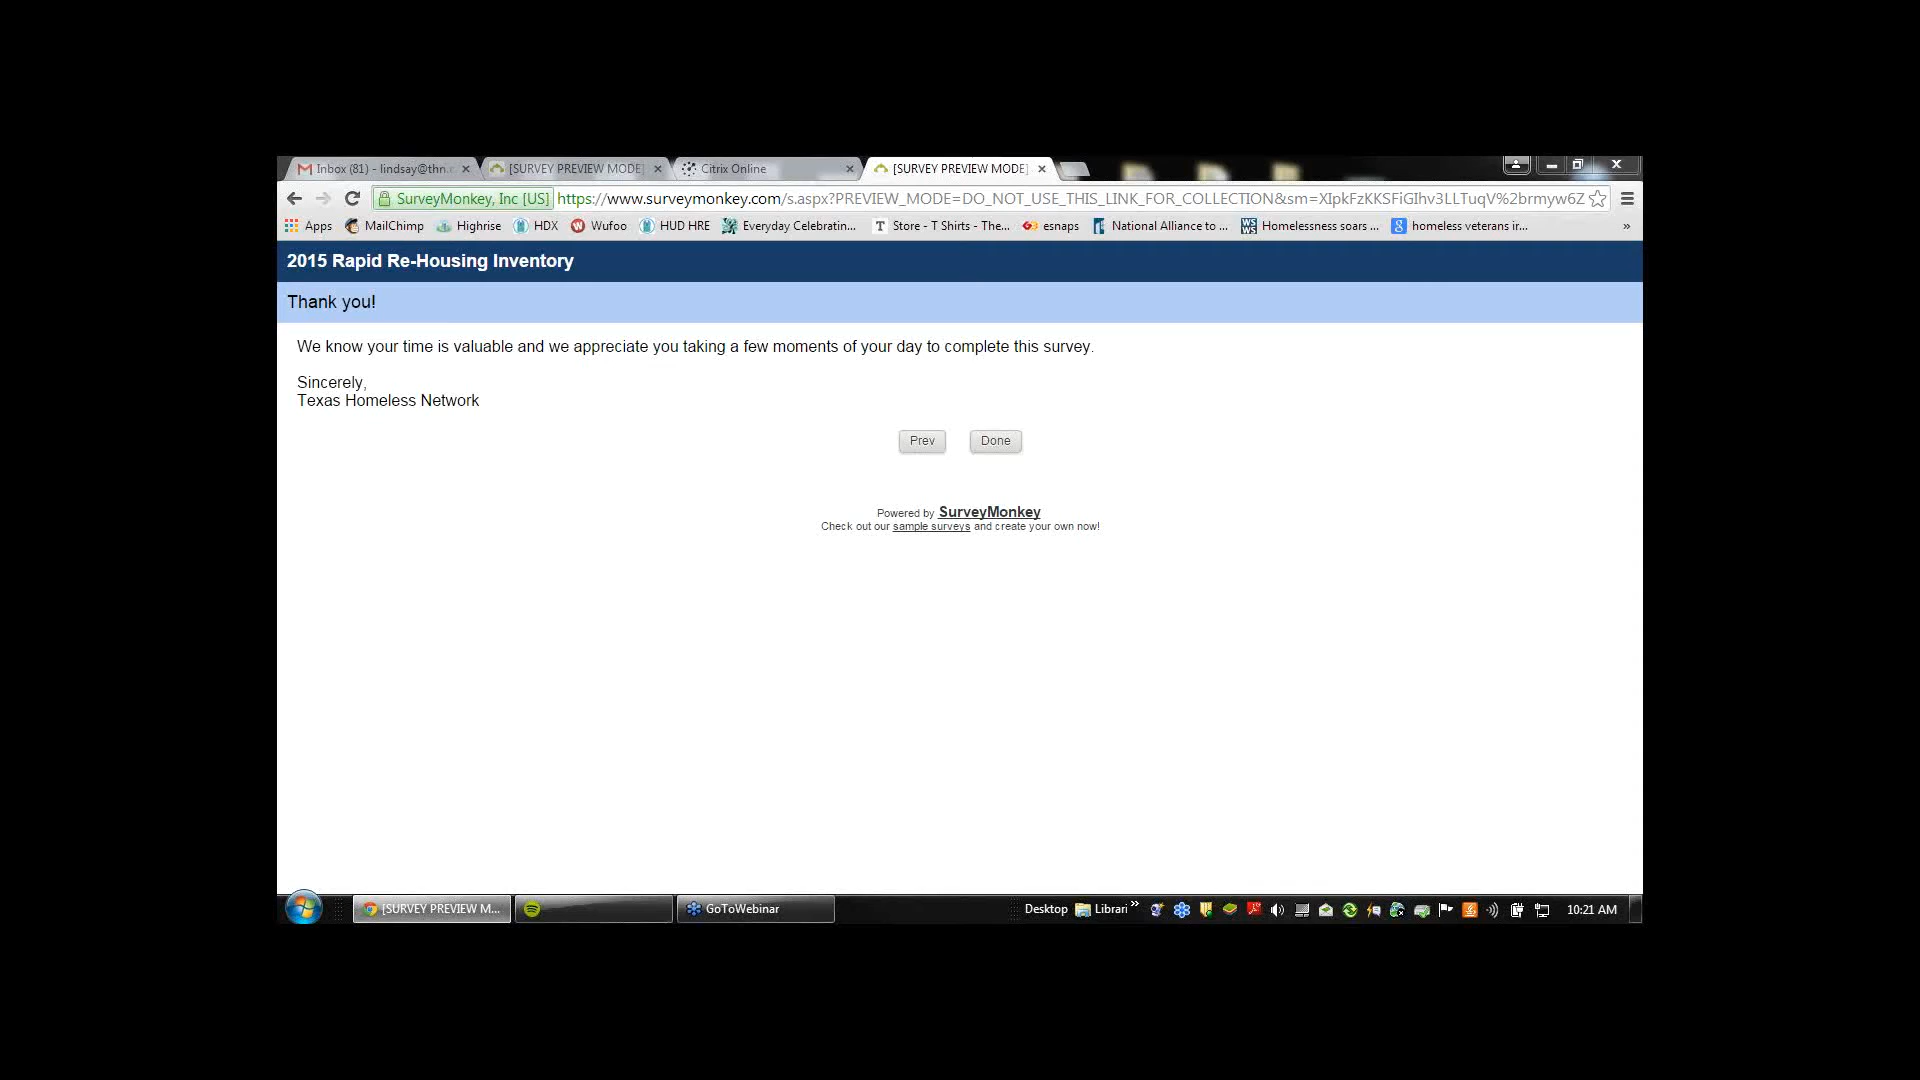 Inbox (81) - lindsay@thn.
[SURVEY PREVIEW MODE]
Citrix Online
[SURVEY PREVIEW MODE]
SurveyMonkey, Inc [US] https://www.surveymonkey.com/s.aspx?PREVIEW_MODE=DO_NOT_USE_THIS_LINK_FOR_COLLECTION&sm=XIpkFzKKSFiGIhv3LLTuqV%2brmyw6Z
Apps MailChimp Highrise HDX Wufoo HUD HRE Everyday Celebratin... T Store - T Shirts - The... esnaps National Alliance to ... Homelessness soars ... homeless veterans ir... »
2015 Rapid Re-Housing Inventory
Thank you!
We know your time is valuable and we appreciate you taking a few moments of your day to complete this survey.
Sincerely,
Texas Homeless Network
Prev Done
Powered by SurveyMonkey
Check out our sample surveys and create your own now!
[SURVEY PREVIEW M... GoToWebinar Desktop Librari » 10:21 AM